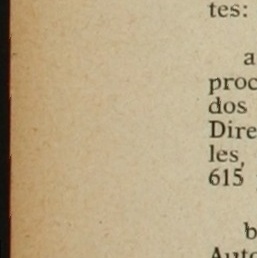 tes:
a
proc
dos
Dire
les,
615
b
Auto